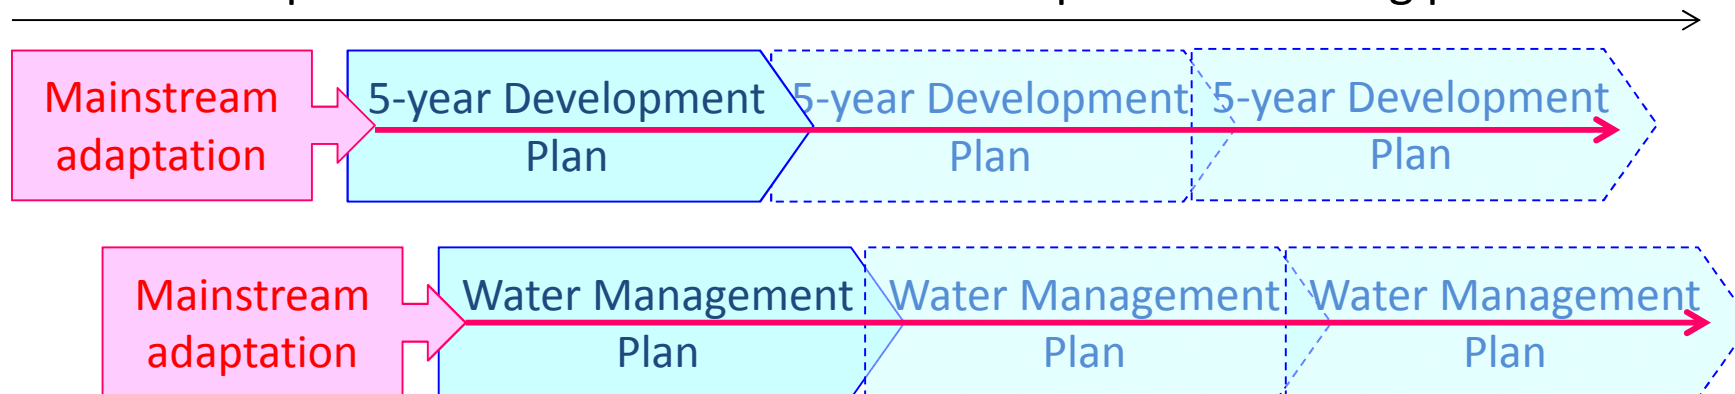 Mainstream
adaptation
5-year Development
Plan
5-year Development
Plan
5-year Development
Plan
Mainstream
adaptation
Water Management
Plan
Water Management
Plan
Water Management
Plan